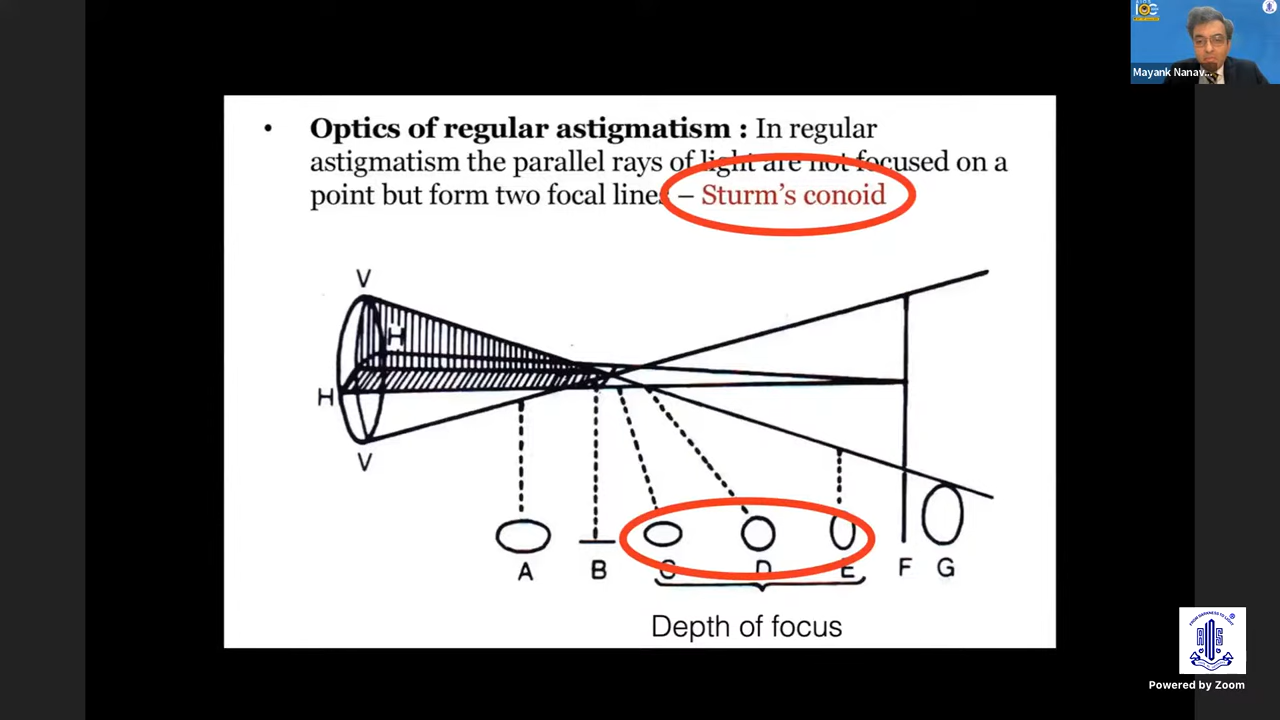 IOC
Mayank Nanav...
• Optics of regular astigmatism : In regular
astigmatism the parallel rays of light are not focused on a
point but form two focal lines – Sturm's conoid
V
H
H
V
A B C D E F G
Depth of focus
Powered by Zoom